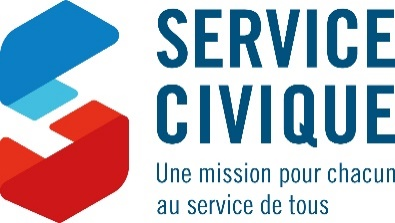 SERVICE
CIVIQUE
Une mission pour chacun
au service de tous